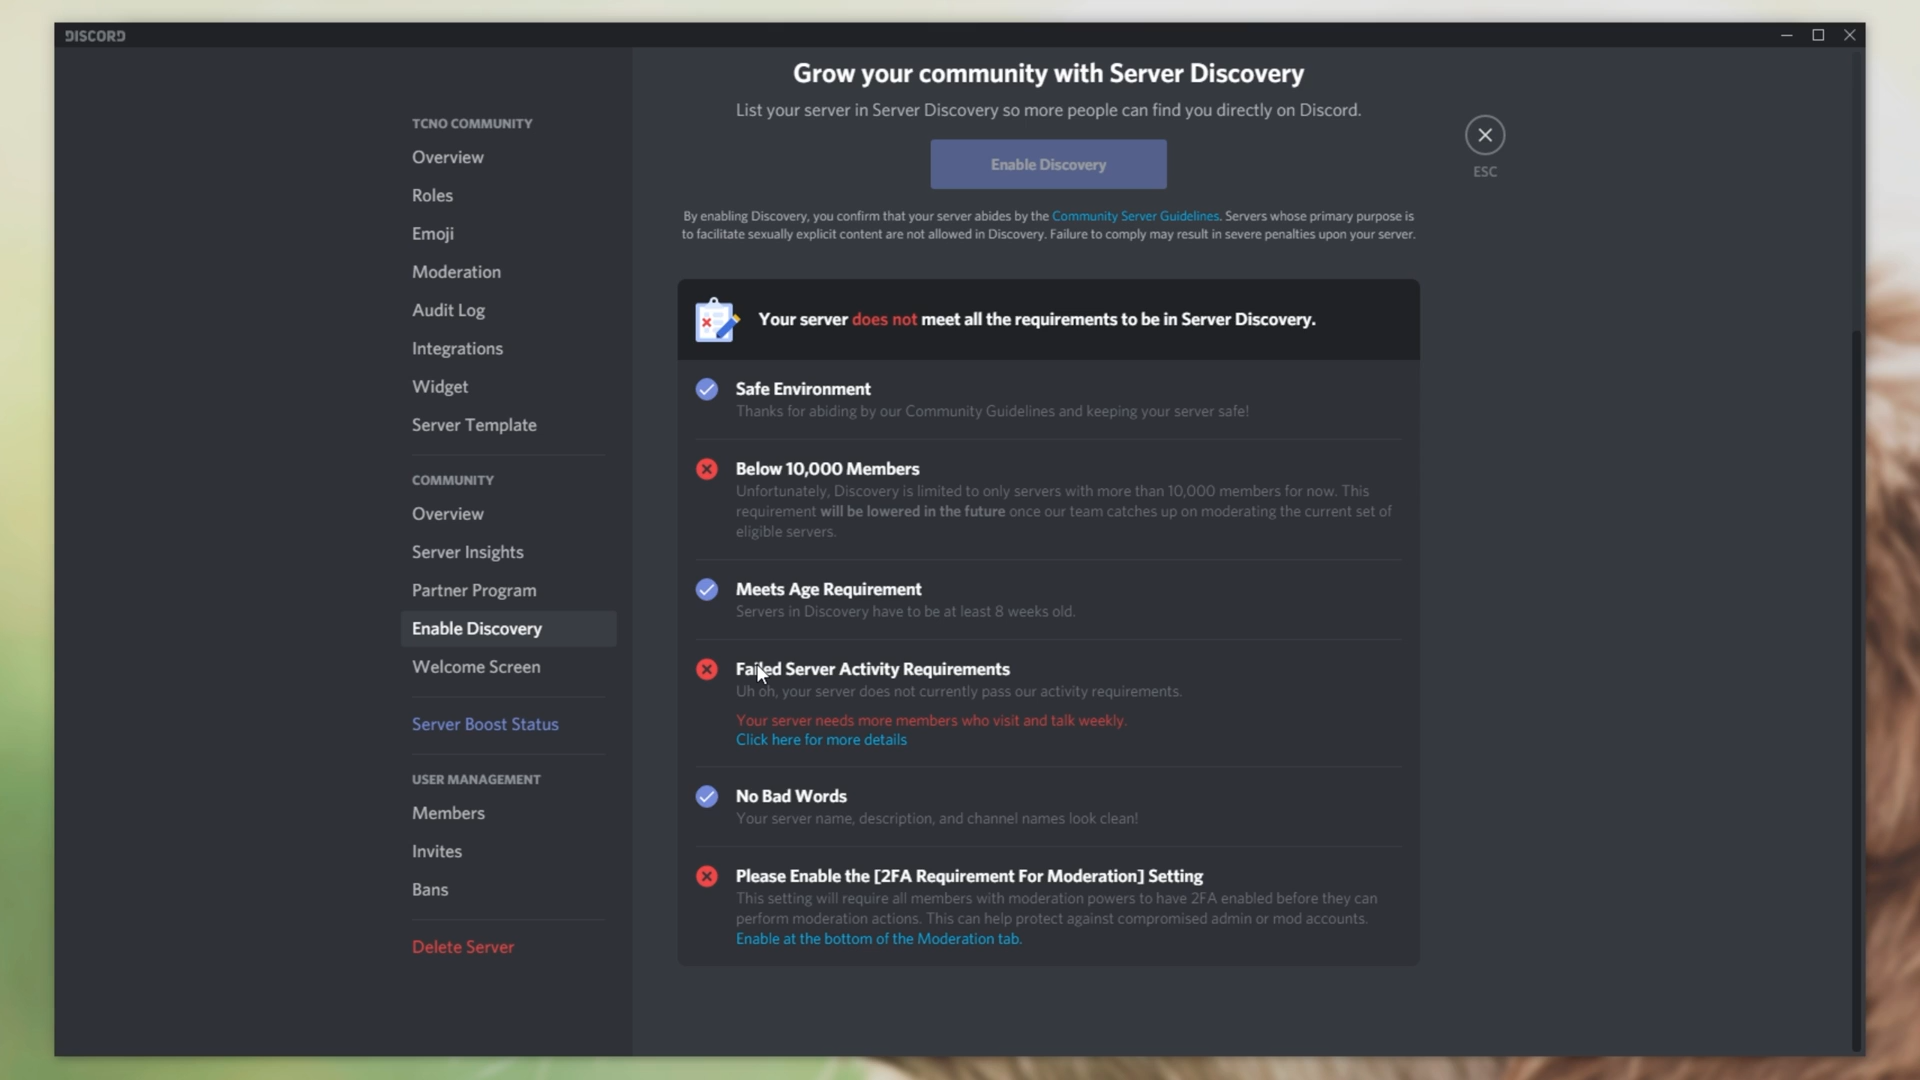 DISCORD
TCNO COMMUNITY
Overview
Roles
Emoji
Moderation
Audit Log
Integrations
Widget
Server Template
COMMUNITY
Overview
Server Insights
Partner Program
Enable Discovery
Welcome Screen
Server Boost Status
USER MANAGEMENT
Members
Invites
Bans
Delete Server
Grow your community with Server Discovery
List your server in Server Discovery so more people can find you directly on Discord.
Enable Discovery
By enabling Discovery, you confirm that your server abides by the Community Server Guidelines. Servers whose primary purpose is
to facilitate sexually explicit content are not allowed in Discovery. Failure to comply may result in severe penalties upon your server.
Your server does not meet all the requirements to be in Server Discovery.
Safe Environment
Thanks for abiding by our Community Guidelines and keeping your server safe!
Below 10,000 Members
Unfortunately, Discovery is limited to only servers with more than 10,000 members for now. This
requirement will be lowered in the future once our team catches up on moderating the current set of
eligible servers.
Meets Age Requirement
Servers in Discovery have to be at least 8 weeks old.
Failed Server Activity Requirements
Uh oh, your server does not currently pass our activity requirements.
Your server needs more members who visit and talk weekly.
Click here for more details
No Bad Words
Your server name, description, and channel names look clean!
Please Enable the [2FA Requirement For Moderation] Setting
This setting will require all members with moderation powers to have 2FA enabled before they can
perform moderation actions. This can help protect against compromised admin or mod accounts.
Enable at the bottom of the Moderation tab.
ESC